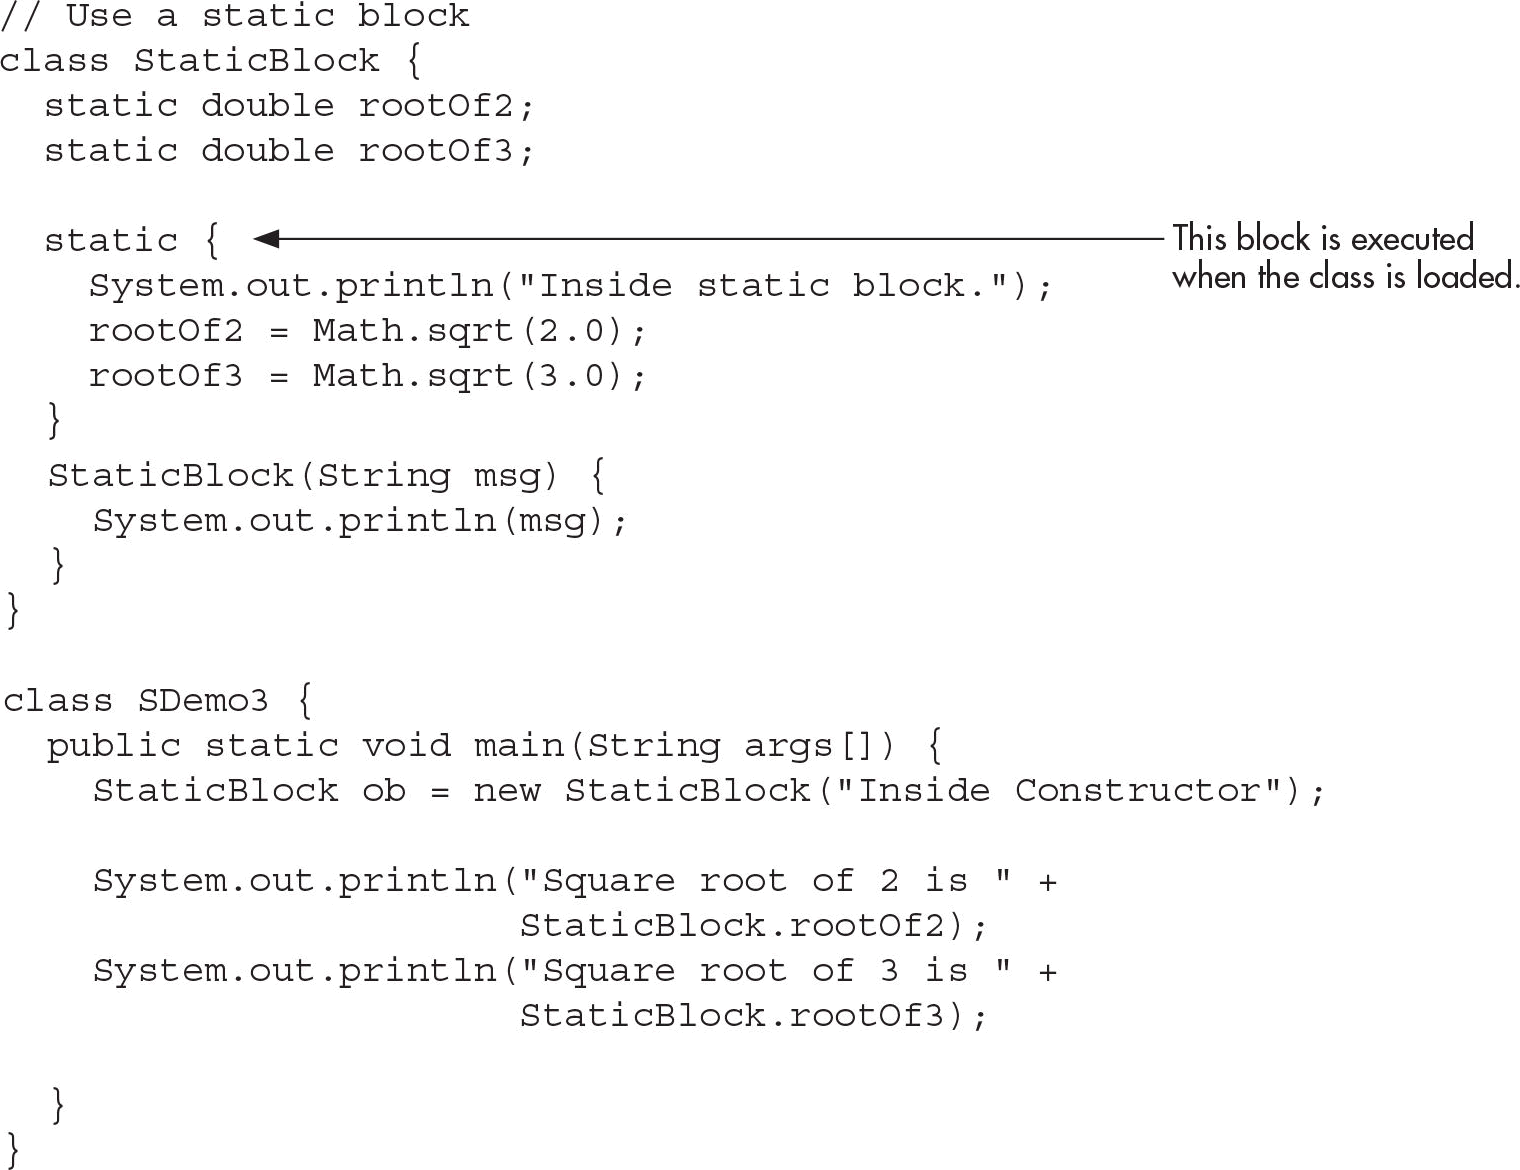 // Use a static block
class StaticBlock {
  static double rootOf2;
  static double rootOf3;

  static {
This block is executed
when the class is loaded.
    System.out.println("Inside static block.");
    rootOf2 = Math.sqrt(2.0);
    rootOf3 = Math.sqrt(3.0);
  }
  StaticBlock(String msg) {
    System.out.println(msg);
  }
}

class SDemo3 {
  public static void main(String args[]) {
    StaticBlock ob = new StaticBlock("Inside Constructor");

    System.out.println("Square root of 2 is " +
                       StaticBlock.rootOf2);
    System.out.println("Square root of 3 is " +
                       StaticBlock.rootOf3);

  }
}